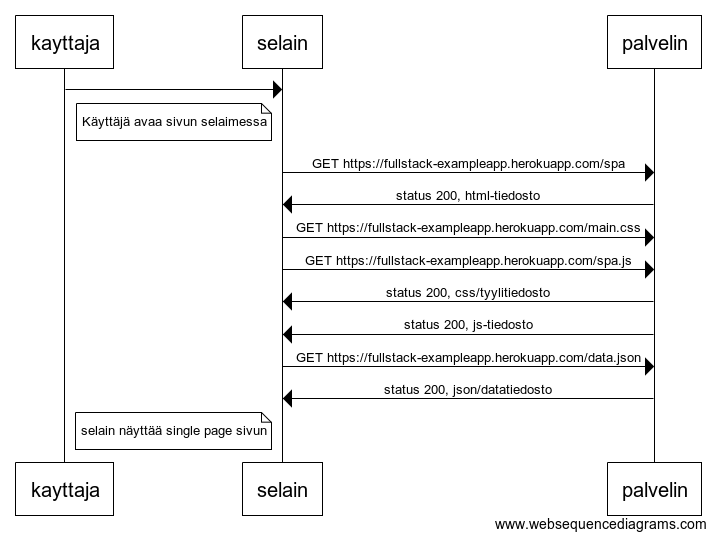 kayttaja
selain
palvelin
Käyttäjä avaa sivun selaimessa
GET https://fullstack-exampleapp.herokuapp.com/spa
status 200, html-tiedosto
GET https://fullstack-exampleapp.herokuapp.com/main.css
GET https://fullstack-exampleapp.herokuapp.com/spa.js
status 200, css/tyylitiedosto
status 200, js-tiedosto
GET https://fullstack-exampleapp.herokuapp.com/data.json
status 200, json/datatiedosto
selain näyttää single page sivun
kayttaja
selain
palvelin
www.websequencediagrams.com